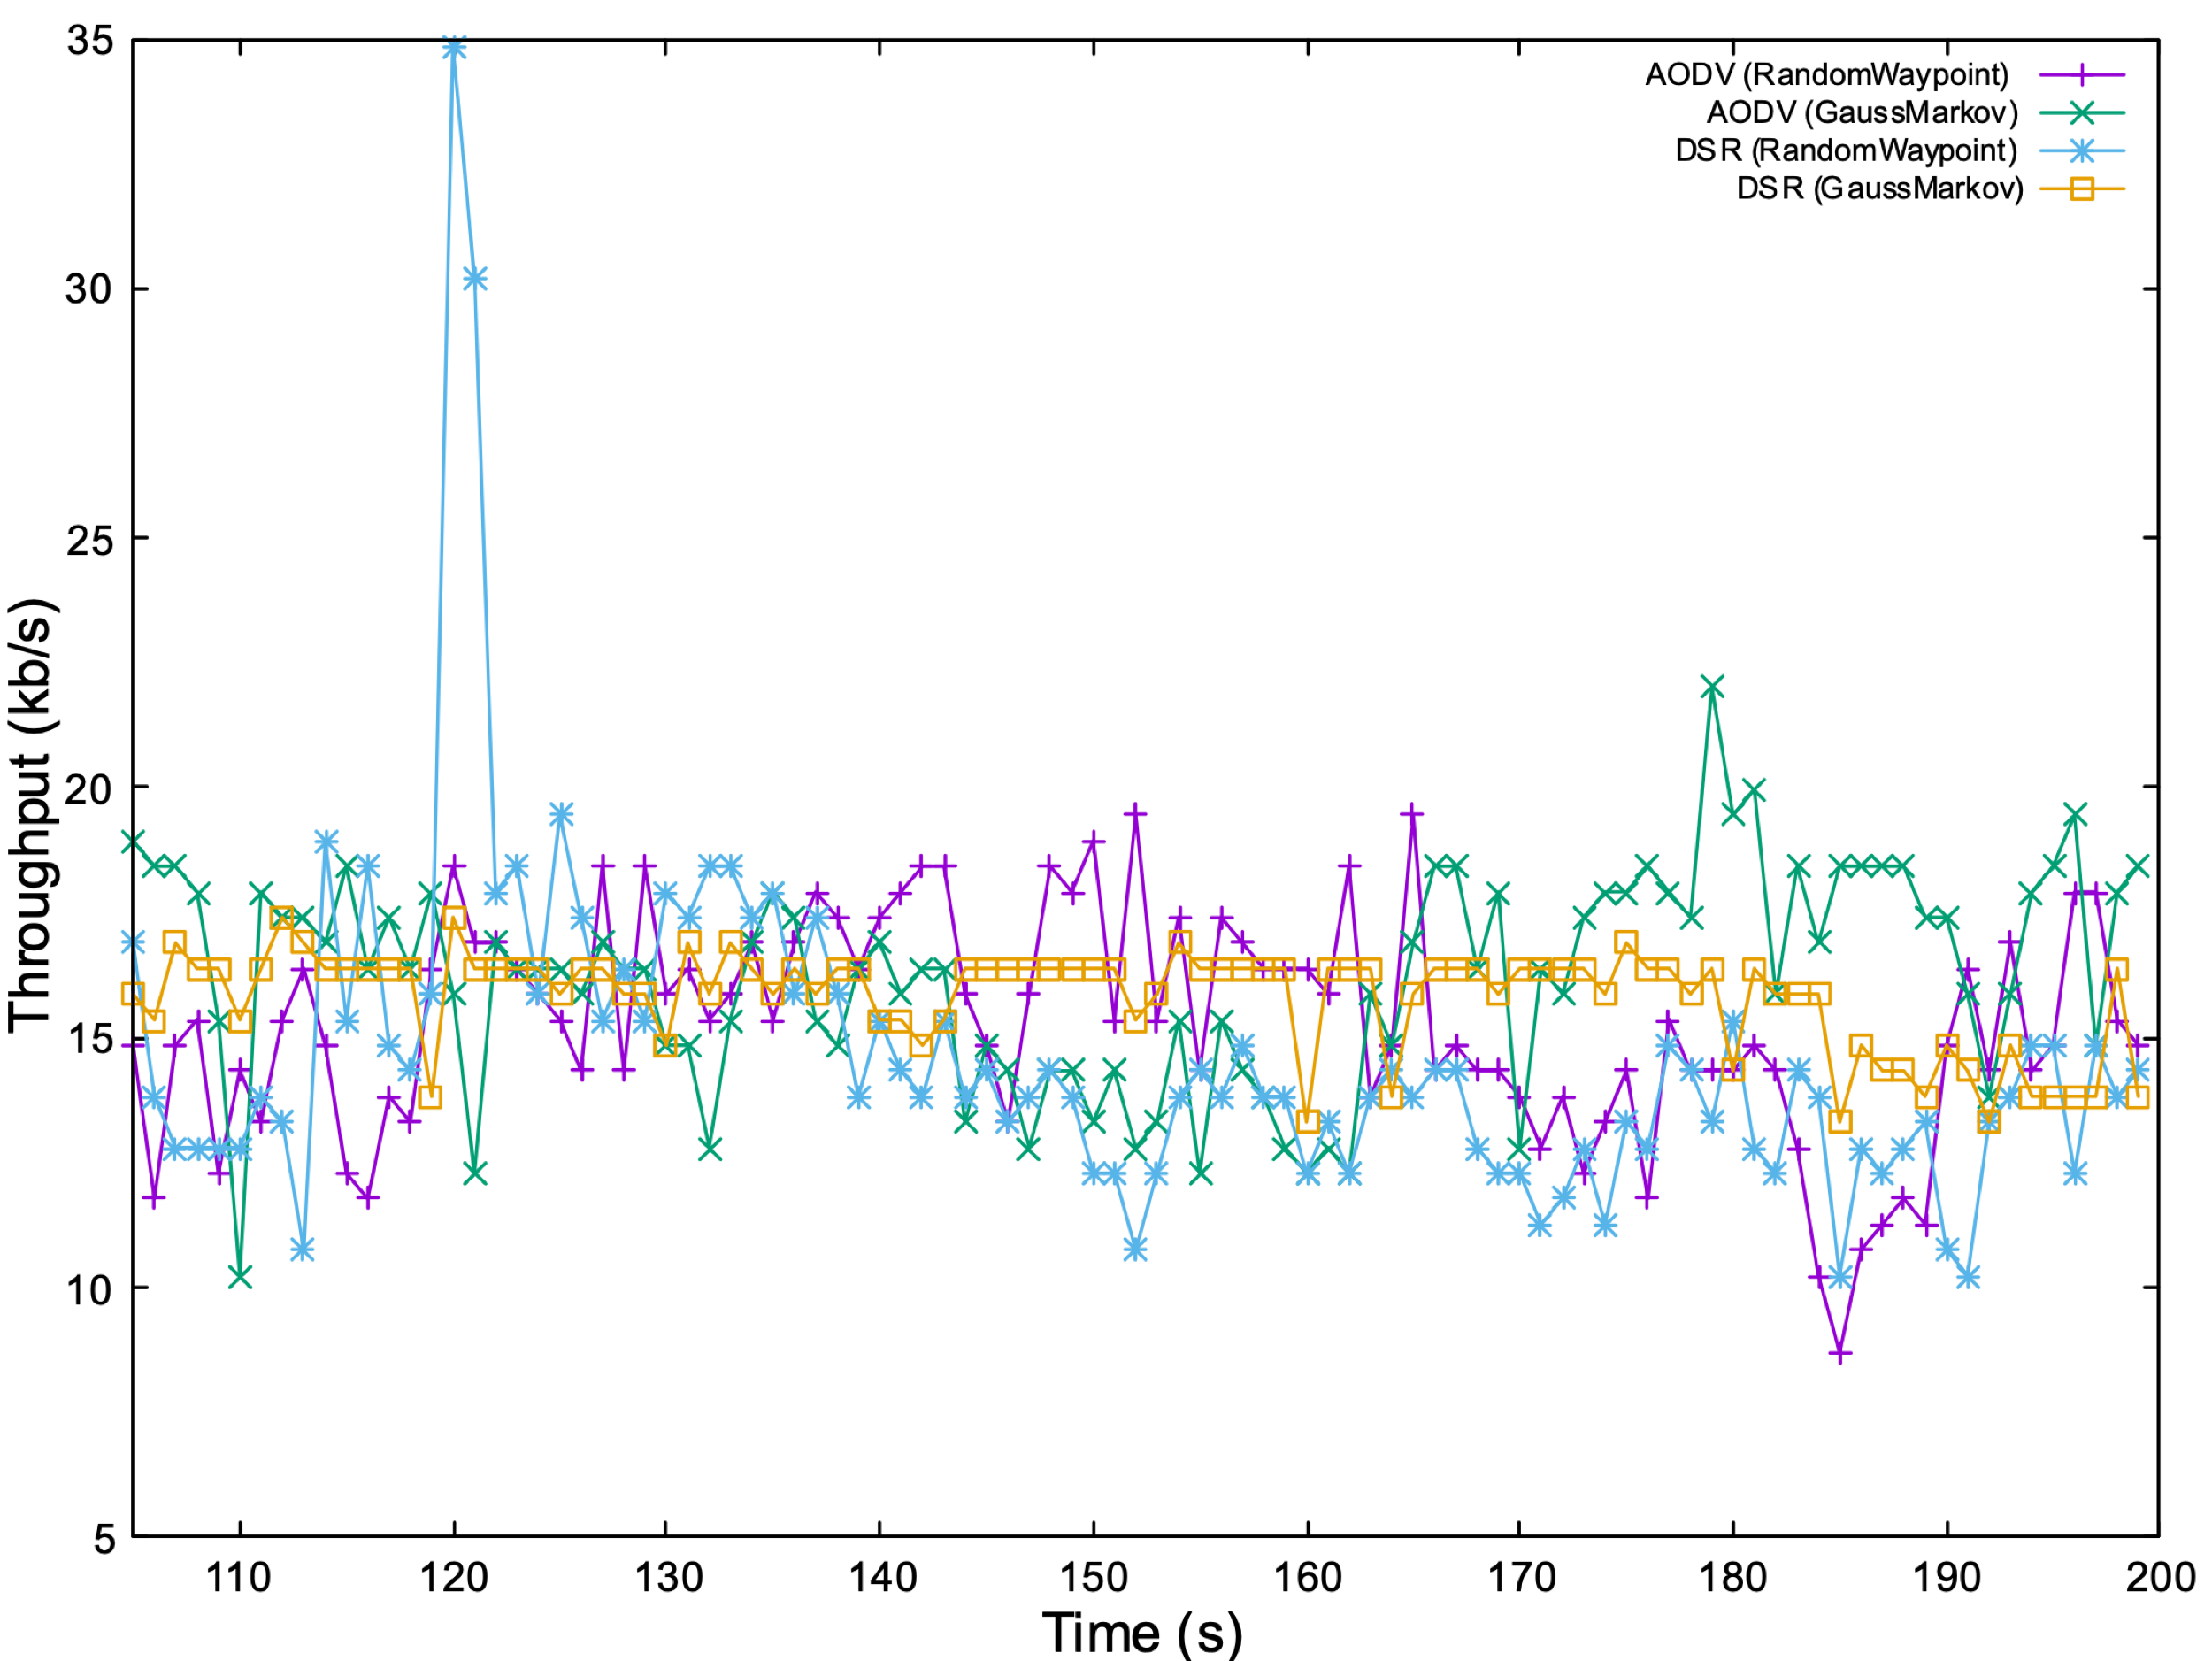 AODV (RandomWaypoint)
AODV (GaussMarkov)
DSR (RandomWaypoint)
DSR (GaussMarkov)
35
30
25
20
15
10
5
Throughput (kb/s)
110 120 130 140 150 160 170 180 190 200
Time (s)